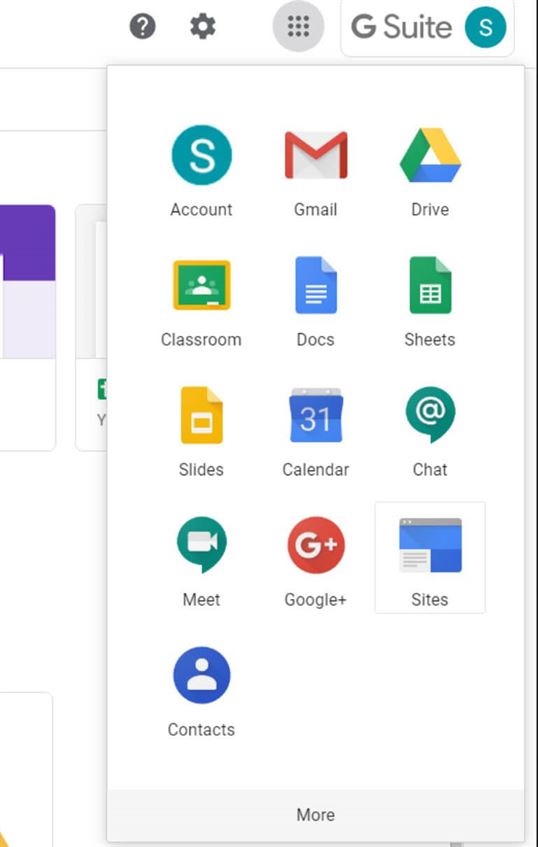 G Suite S
S
Account Gmail Drive
Classroom Docs Sheets
31 @
Slides Calendar Chat
G+
Meet Google+ Sites
Contacts
Y
More